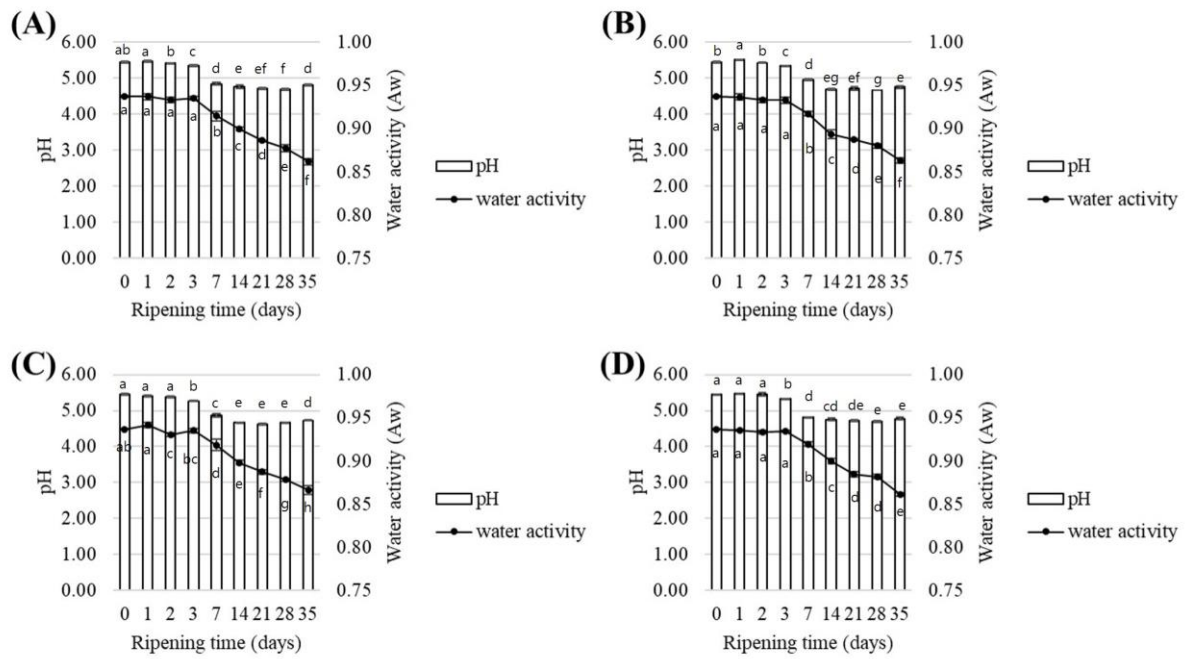 (A)
6.00
5.00
4.00
3.00
2.00
1.00
0.00
pH
ab a b c d e ef f d
a a a a b c d e f
1.00
0.95
0.90
0.85
0.80
0.75
Water activity (Aw)
0 1 2 3 7 14 21 28 35
Ripening time (days)
pH
water activity
(B)
6.00
5.00
4.00
3.00
2.00
1.00
0.00
pH
b a b c d eg ef g e
a a a a b c d e f
1.00
0.95
0.90
0.85
0.80
0.75
Water activity (Aw)
0 1 2 3 7 14 21 28 35
Ripening time (days)
pH
water activity
(C)
6.00
5.00
4.00
3.00
2.00
1.00
0.00
pH
a a a b c e e e d
ab a c bc d e f g h
1.00
0.95
0.90
0.85
0.80
0.75
Water activity (Aw)
0 1 2 3 7 14 21 28 35
Ripening time (days)
pH
water activity
(D)
6.00
5.00
4.00
3.00
2.00
1.00
0.00
pH
a a a b d cd de e e
a a a a b c d d e
1.00
0.95
0.90
0.85
0.80
0.75
Water activity (Aw)
0 1 2 3 7 14 21 28 35
Ripening time (days)
pH
water activity